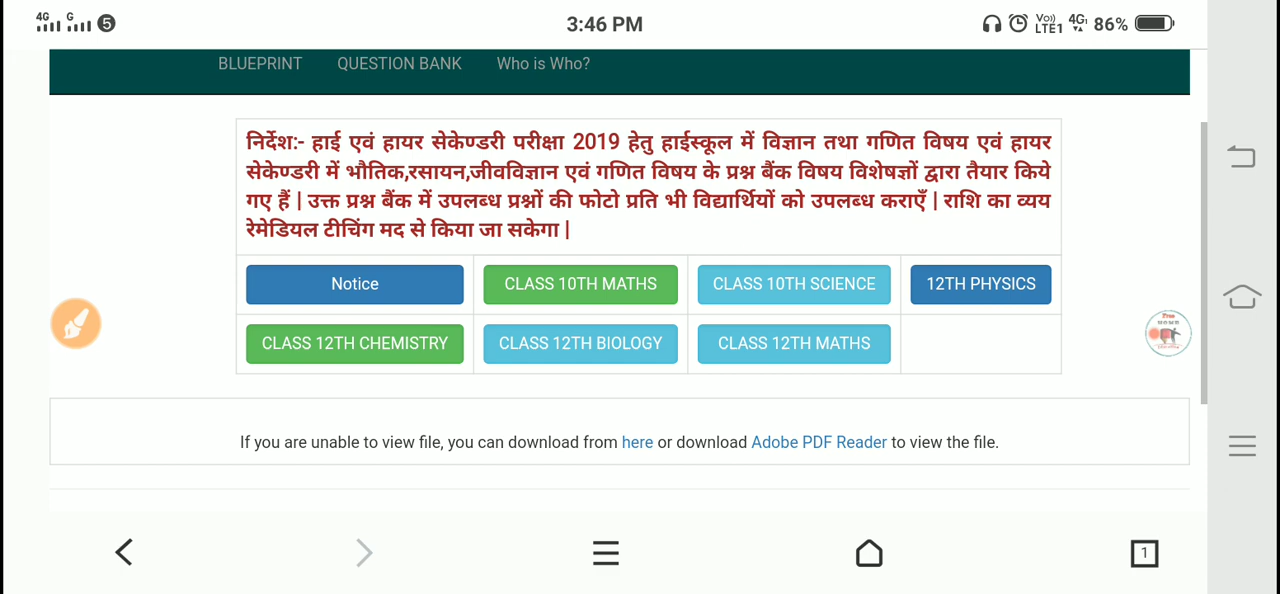 4G G 5 3:46 PM Vo)) LTE1 4G 86%
BLUEPRINT QUESTION BANK Who is Who?
निर्देश:- हाई एवं हायर सेकेण्डरी परीक्षा 2019 हेतु हाईस्कूल में विज्ञान तथा गणित विषय एवं हायर
सेकेण्डरी में भौतिक,रसायन,जीवविज्ञान एवं गणित विषय के प्रश्न बैंक विषय विशेषज्ञों द्वारा तैयार किये
गए हैं | उक्त प्रश्न बैंक में उपलब्ध प्रश्नों की फोटो प्रति भी विद्यार्थियों को उपलब्ध कराएँ | राशि का व्यय
रेमेडियल टीचिंग मद से किया जा सकेगा |
Notice CLASS 10TH MATHS CLASS 10TH SCIENCE 12TH PHYSICS
Free
CLASS 12TH CHEMISTRY CLASS 12TH BIOLOGY CLASS 12TH MATHS
If you are unable to view file, you can download from here or download Adobe PDF Reader to view the file.
1